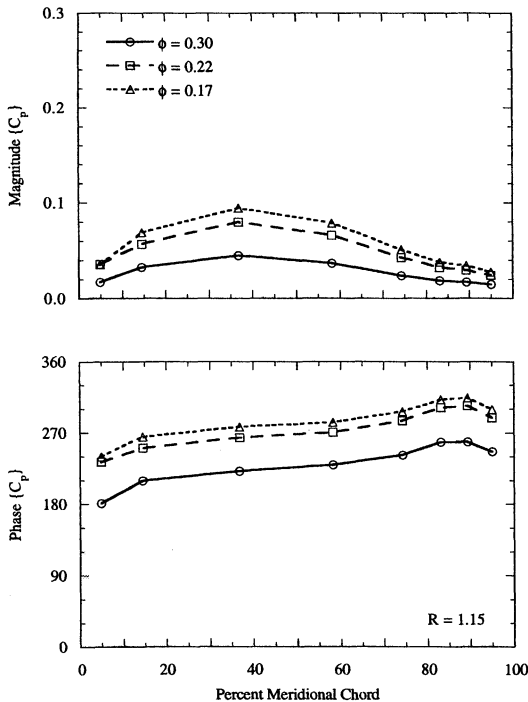 0.3
ϕ = 0.30
ϕ = 0.22
ϕ = 0.17
0.2
Magnitude {Cp}
0.1
0.0
360
270
Phase {Cp}
180
90
R = 1.15
0
0 20 40 60 80 100
Percent Meridional Chord